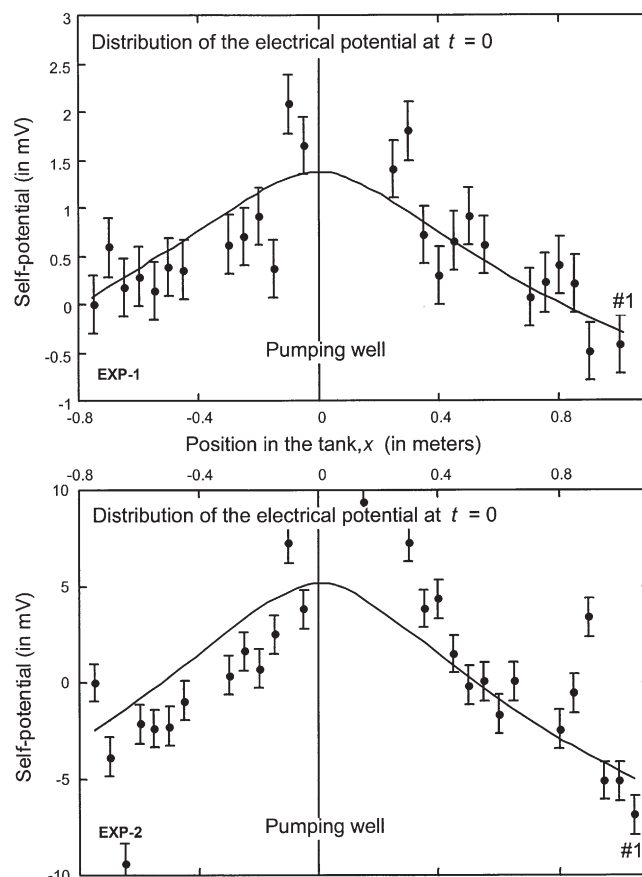 3
Distribution of the electrical potential at t = 0
2.5
2
1.5
1
0.5
0
-0.5
-1
Self-potential (in mV)
#1
Pumping well
EXP-1
-0.8 -0.4 0 0.4 0.8
Position in the tank, x (in meters)
-0.8 -0.4 0 0.4 0.8
10
Distribution of the electrical potential at t = 0
5
0
-5
-10
Self-potential (in mV)
Pumping well
EXP-2
#1